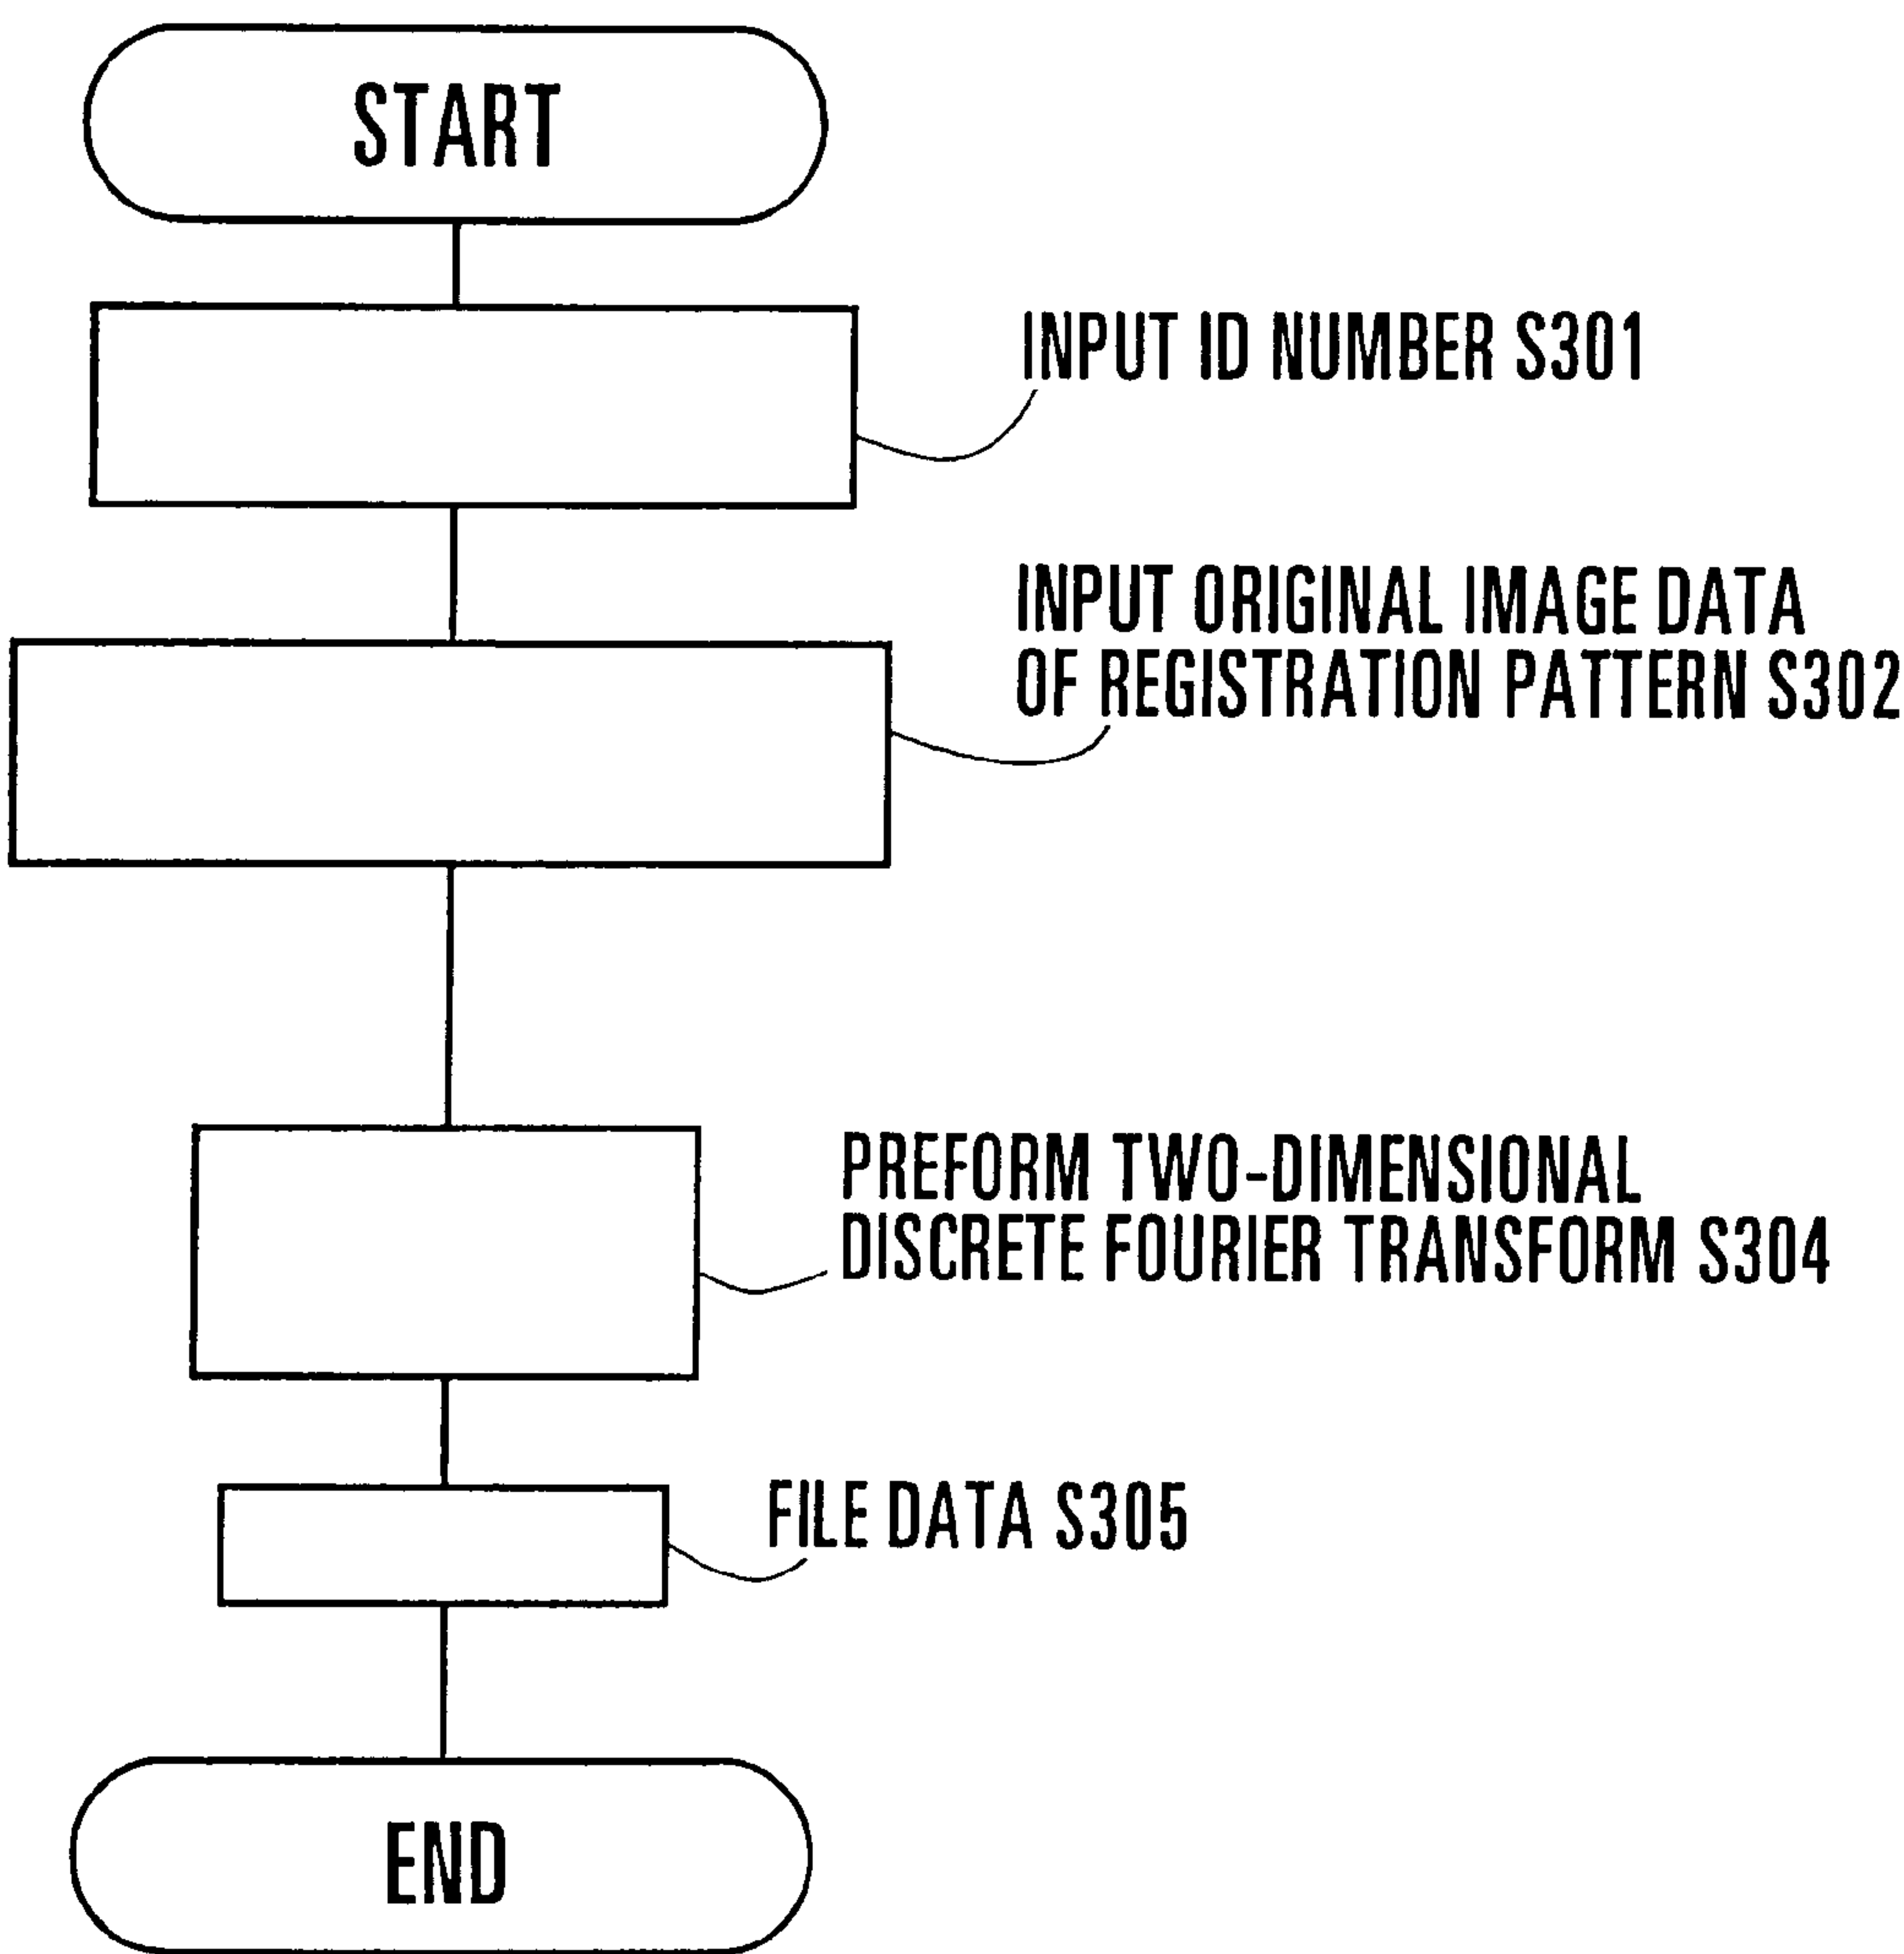 START
INPUT ID NUMBER S301
INPUT ORIGINAL IMAGE DATA
OF REGISTRATION PATTERN S302
PREFORM TWO-DIMENSIONAL
DISCRETE FOURIER TRANSFORM S304
FILE DATA S305
END